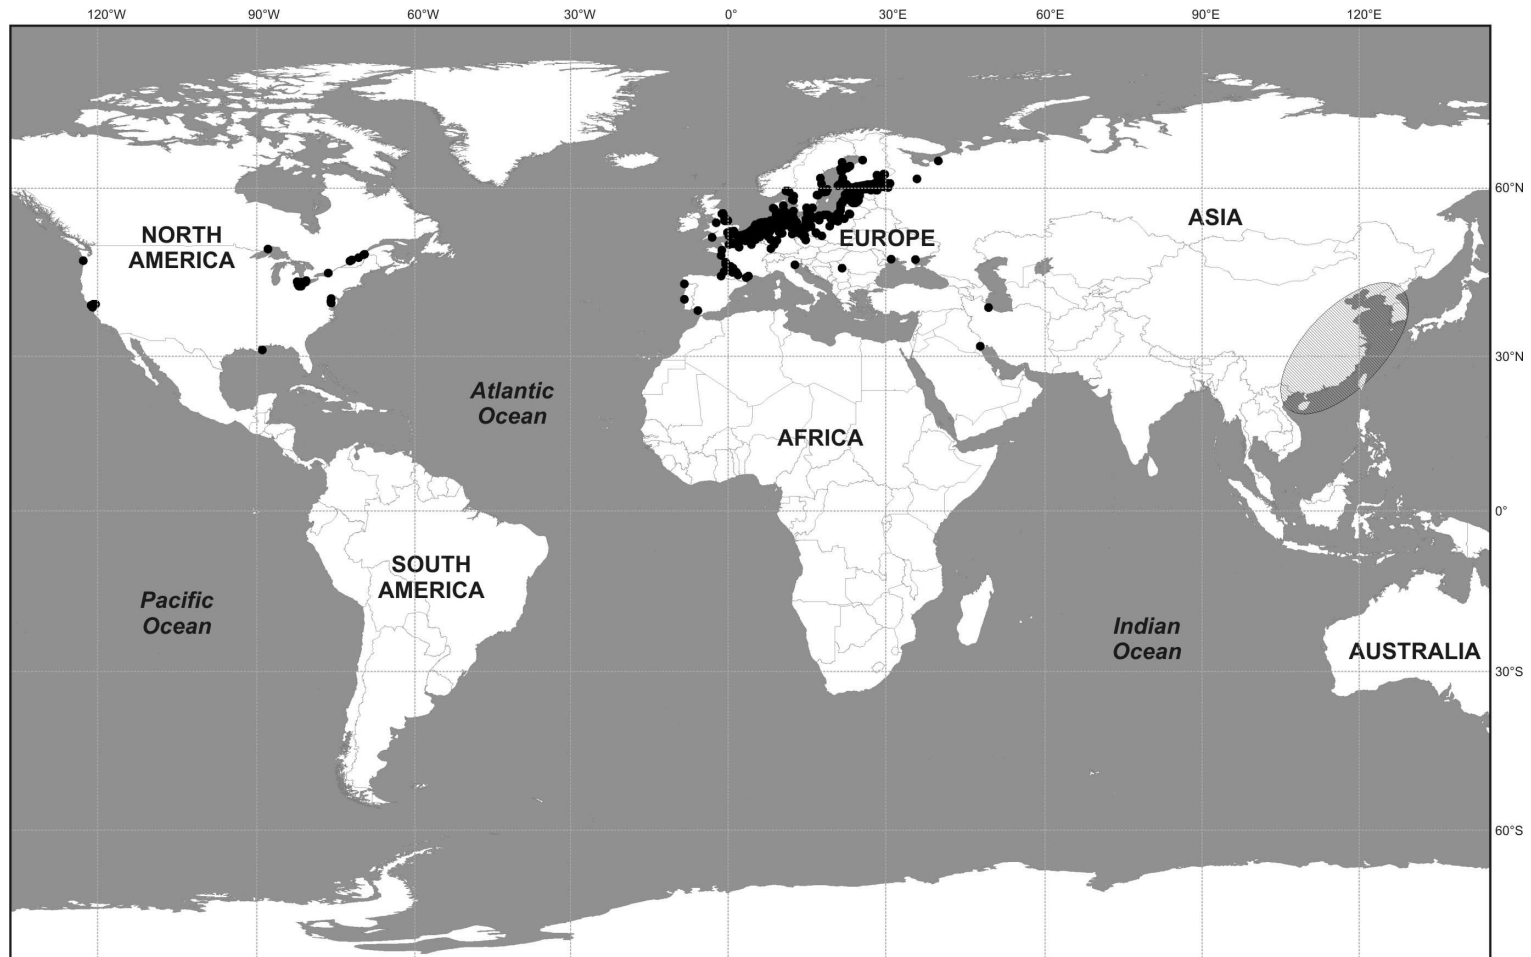 120°W 90°W 60°W 30°W 0° 30°E 60°E 90°E 120°E
60°N
ASIA
NORTH
AMERICA
EUROPE
30°N
Atlantic
Ocean
AFRICA
0°
SOUTH
AMERICA
Pacific
Ocean
Indian
Ocean
AUSTRALIA
30°S
60°S